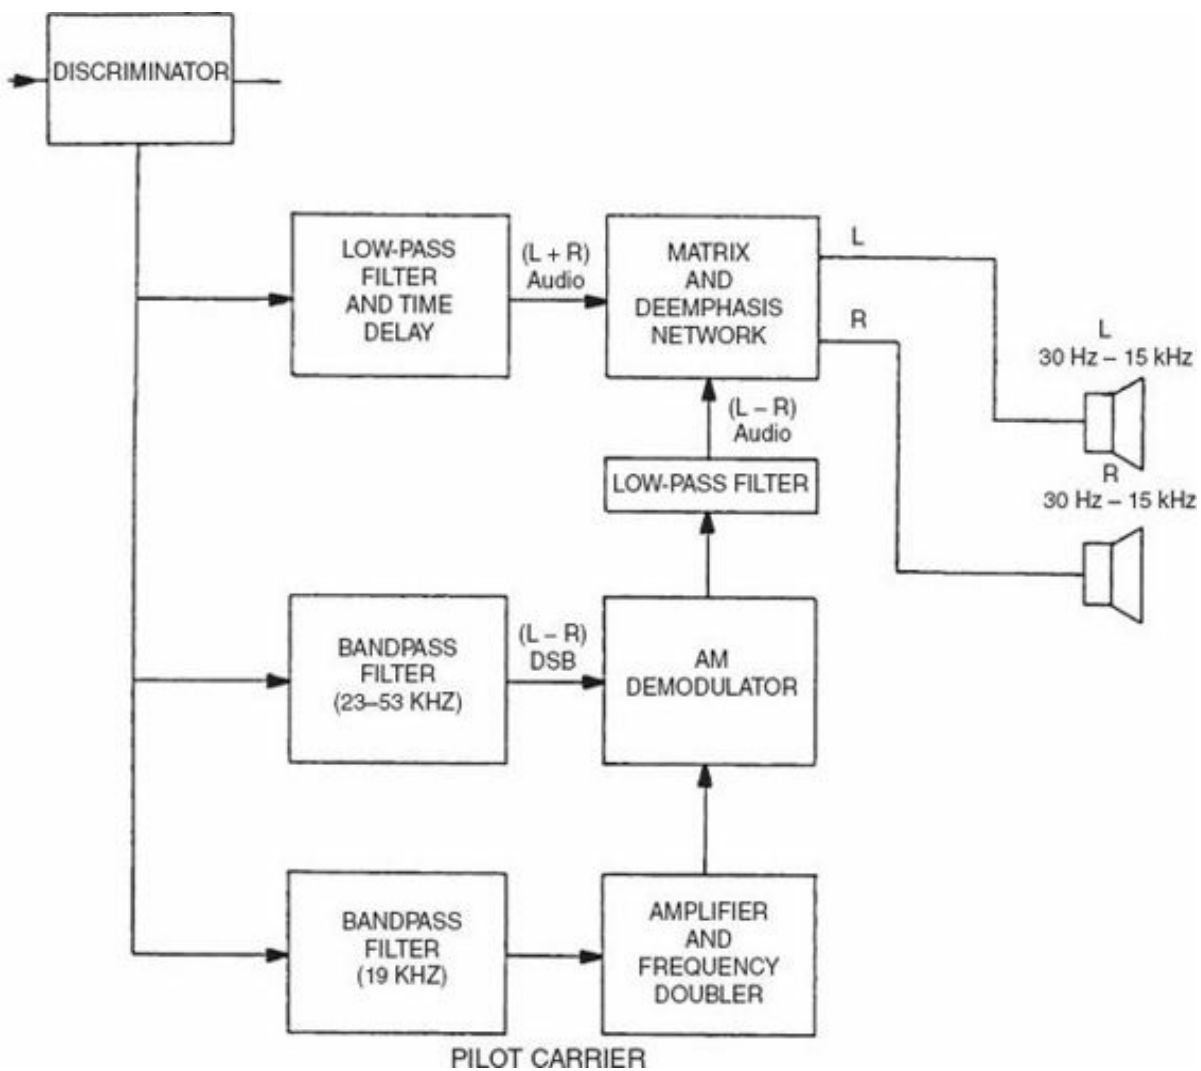 DISCRIMINATOR
LOW-PASS
FILTER
AND TIME
DELAY
(L + R)
Audio
MATRIX
AND
DEEMPHASIS
NETWORK
L
R
L
30 Hz – 15 kHz
R
30 Hz – 15 kHz
(L – R)
Audio
LOW-PASS FILTER
BANDPASS
FILTER
(23–53 KHZ)
(L – R)
DSB
AM
DEMODULATOR
BANDPASS
FILTER
(19 KHZ)
AMPLIFIER
AND
FREQUENCY
DOUBLER
PILOT CARRIER